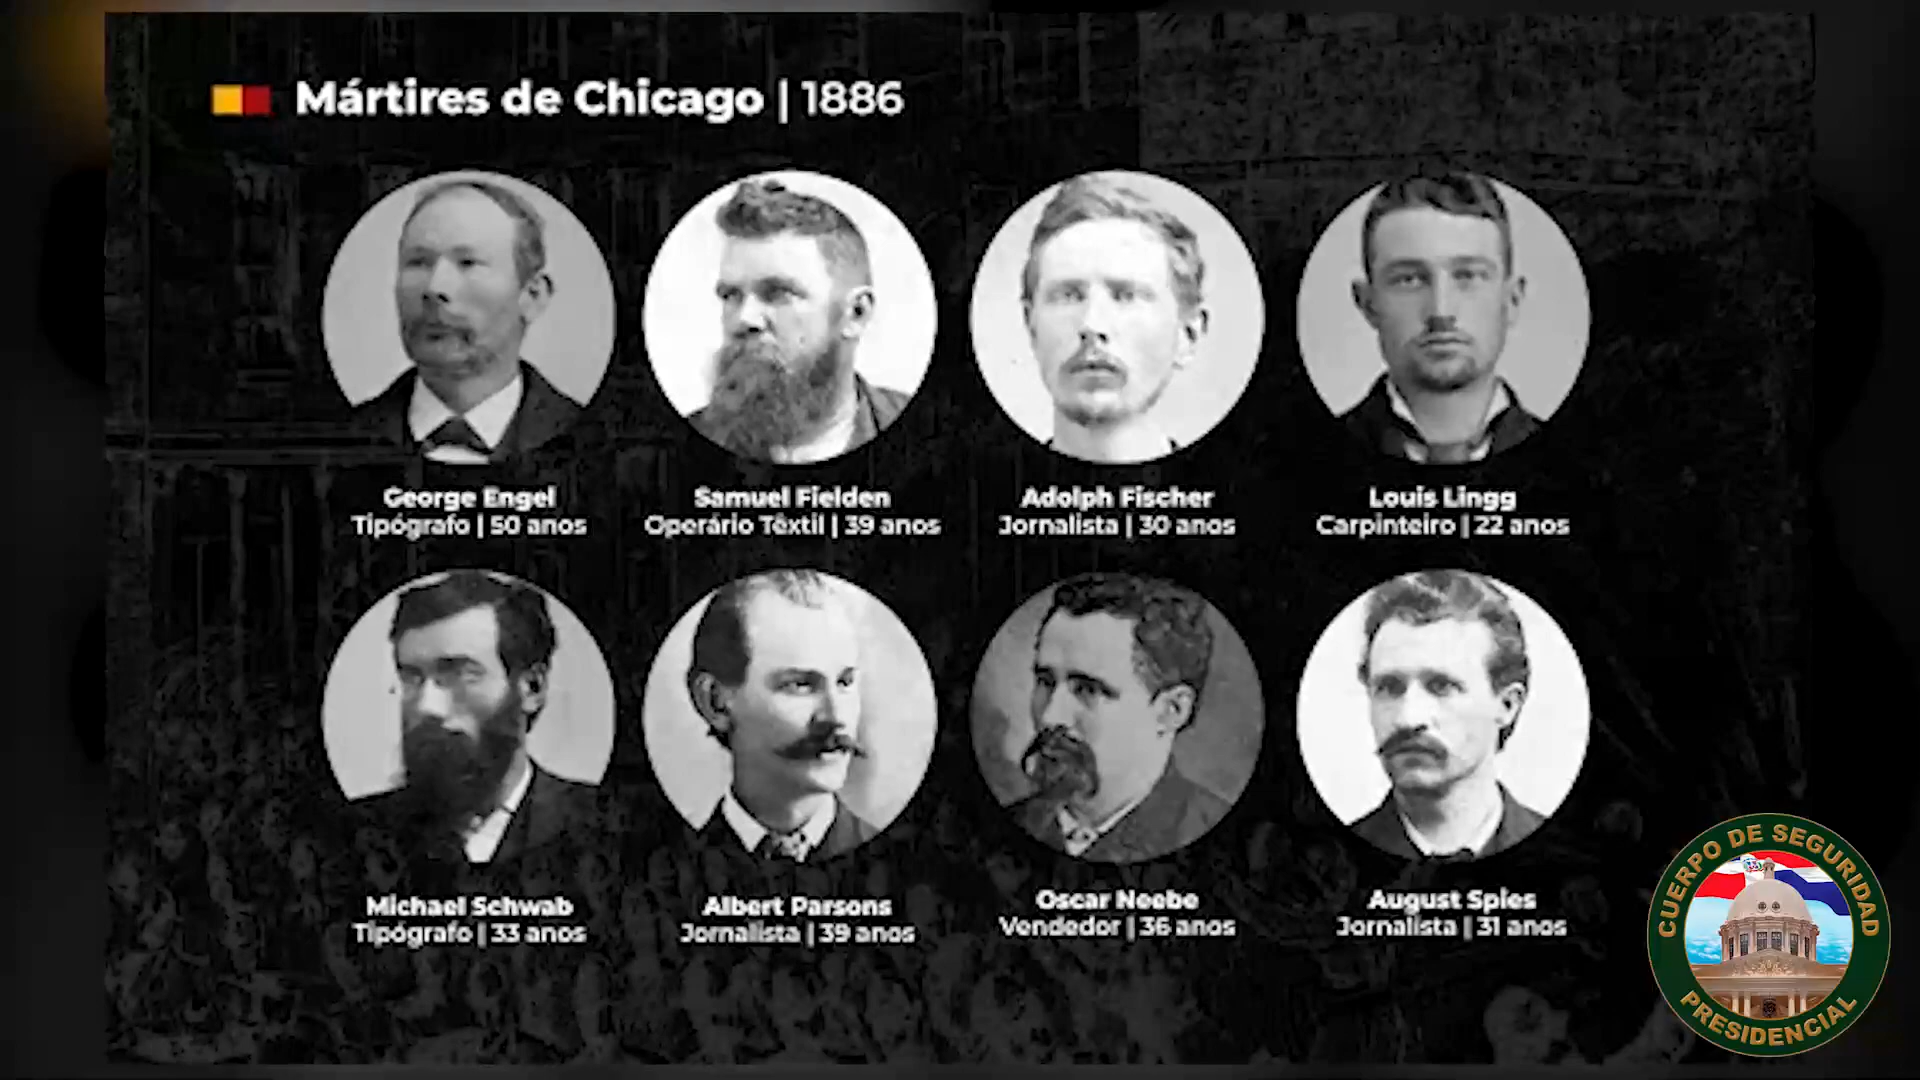 Mártires de Chicago | 1886
George Engel
Tipógrafo | 50 anos
Samuel Fielden
Operário Têxtil | 39 anos
Adolph Fischer
Jornalista | 30 anos
Louis Lingg
Carpinteiro | 22 anos
Michael Schwab
Tipógrafo | 33 anos
Albert Parsons
Jornalista | 39 anos
Oscar Neebe
Vendedor | 36 anos
August Spies
Jornalista | 31 anos
CUERPO DE SEGURIDAD
PRESIDENCIAL